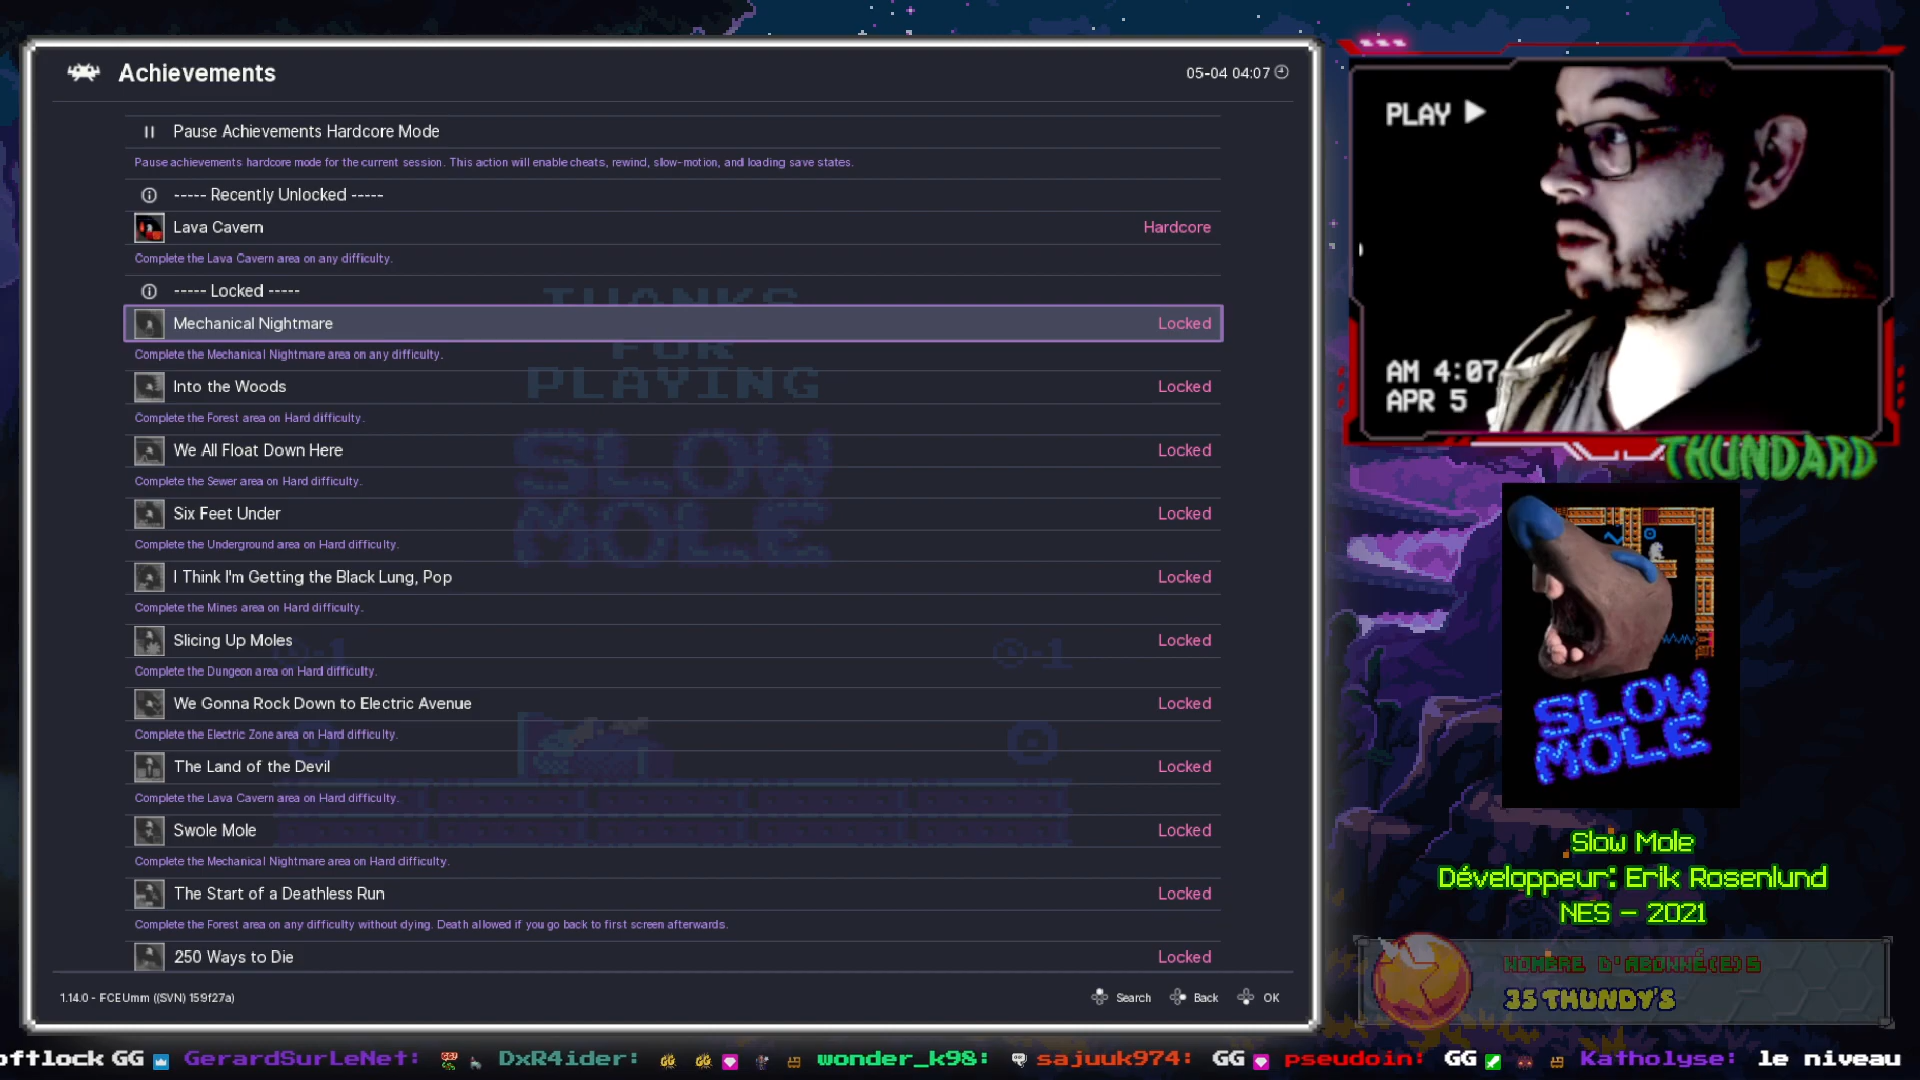 Achievements
05-04 04:07
Pause Achievements Hardcore Mode
Pause achievements hardcore mode for the current session. This action will enable cheats, rewind, slow-motion, and loading save states.
----- Recently Unlocked -----
Lava Cavern
Hardcore
Complete the Lava Cavern area on any difficulty.
----- Locked -----
THANKS
Mechanical Nightmare
Locked
Complete the Mechanical Nightmare area on any difficulty.
FOR
PLAYING
Into the Woods
Locked
Complete the Forest area on Hard difficulty.
We All Float Down Here
Locked
Complete the Sewer area on Hard difficulty.
SLOW
MOLE
Six Feet Under
Locked
Complete the Underground area on Hard difficulty.
I Think I'm Getting the Black Lung, Pop
Locked
Complete the Mines area on Hard difficulty.
Slicing Up Moles
Locked
Complete the Dungeon area on Hard difficulty.
We Gonna Rock Down to Electric Avenue
Locked
Complete the Electric Zone area on Hard difficulty.
The Land of the Devil
Locked
Complete the Lava Cavern area on Hard difficulty.
Swole Mole
Locked
Complete the Mechanical Nightmare area on Hard difficulty.
The Start of a Deathless Run
Locked
Complete the Forest area on any difficulty without dying. Death allowed if you go back to first screen afterwards.
250 Ways to Die
Locked
1.14.0 - FCEUmm ((SVN) 159f27a)
Search
Back
OK
PLAY
AM 4:07
APR 5
THUNDARD
SLOW
MOLE
Slow Mole
Développeur: Erik Rosenlund
NES - 2021
NOMBRE D'ABONNÉ(E)S
35 THUNDY'S
oftlock GG GerardSurLeNet: DxR4ider: wonder_k98: sajuuk974: GG pseudoin: GG Katholyse: le niveau